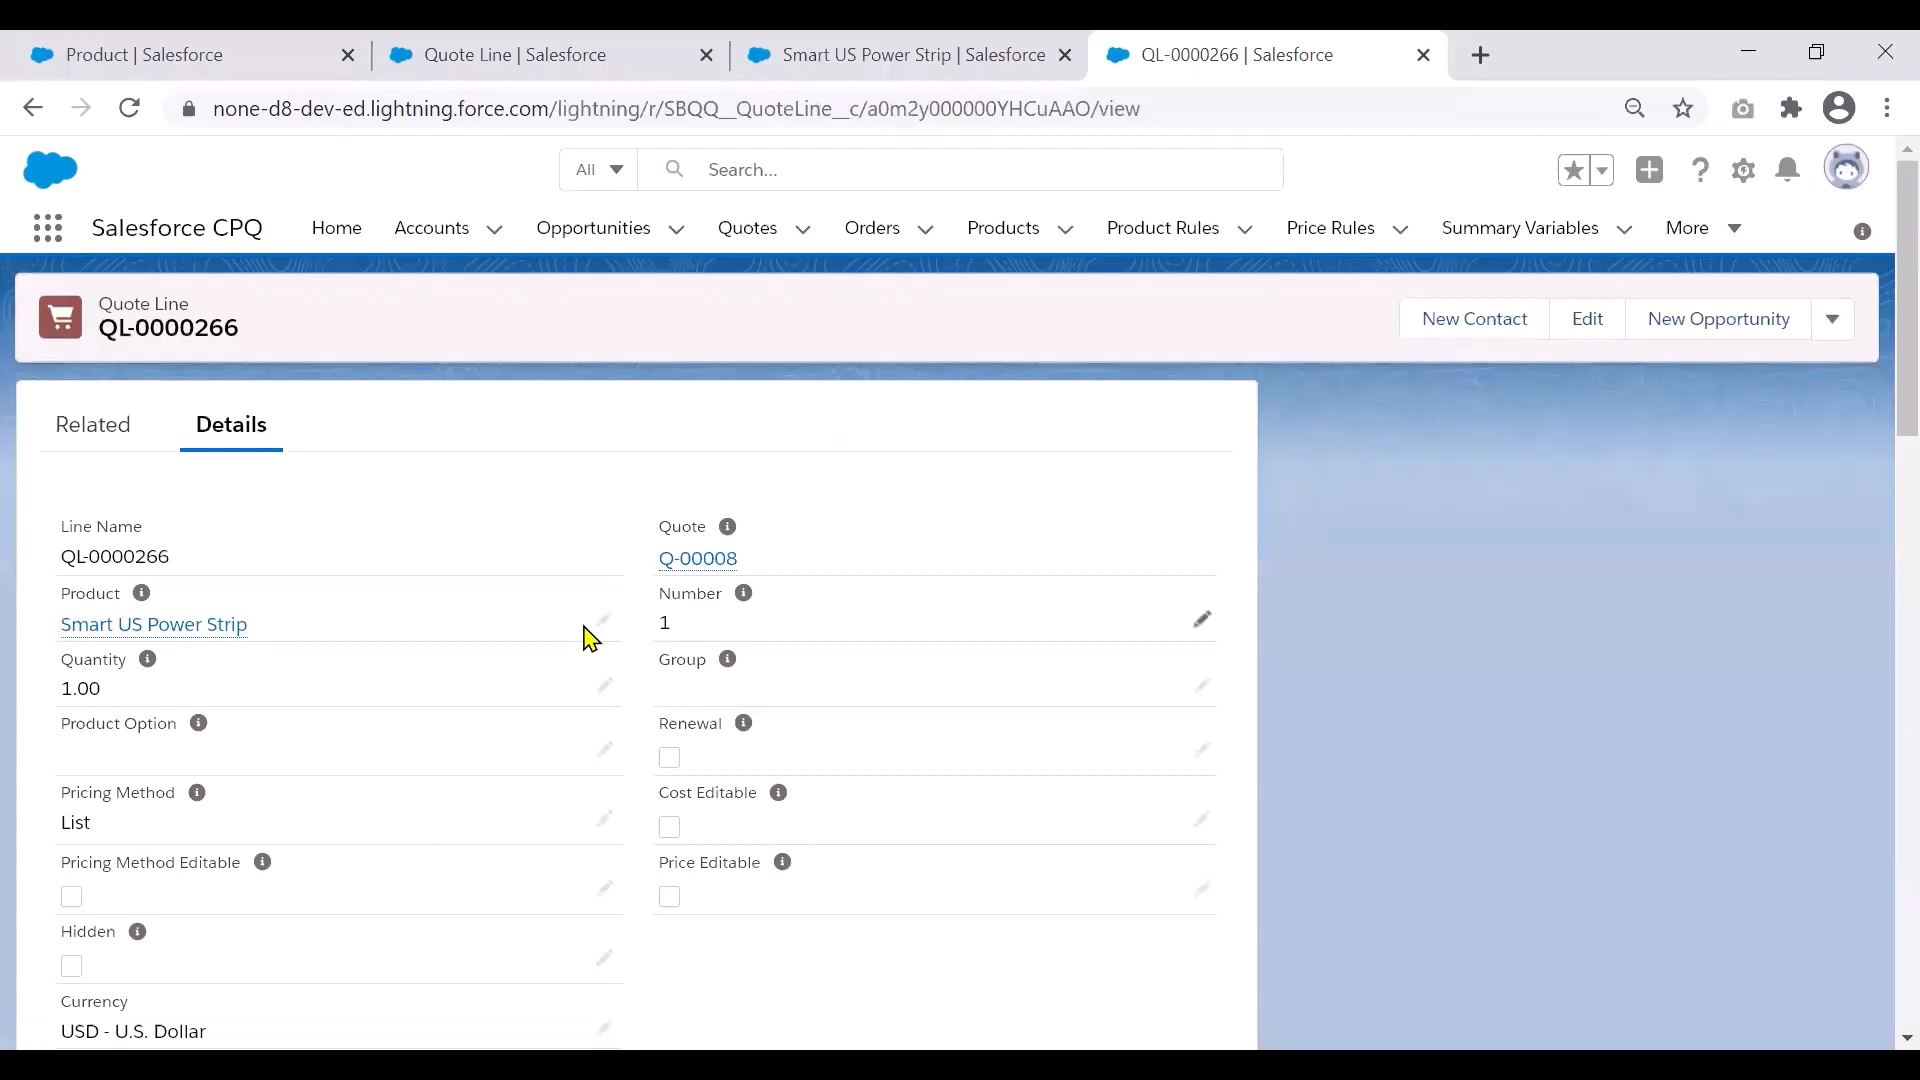 Product | Salesforce
Quote Line | Salesforce
Smart US Power Strip | Salesforce
QL-0000266 | Salesforce
none-d8-dev-ed.lightning.force.com/lightning/r/SBQQ__QuoteLine__c/a0m2y000000YHCuAAO/view
All
Search...
Salesforce CPQ
Home
Accounts
Opportunities
Quotes
Orders
Products
Product Rules
Price Rules
Summary Variables
More
Quote Line
QL-0000266
New Contact
Edit
New Opportunity
Related
Details
Line Name
QL-0000266
Quote
Q-00008
Product
Smart US Power Strip
Number
1
Quantity
1.00
Group
Product Option
Renewal
Pricing Method
List
Cost Editable
Pricing Method Editable
Price Editable
Hidden
Currency
USD - U.S. Dollar